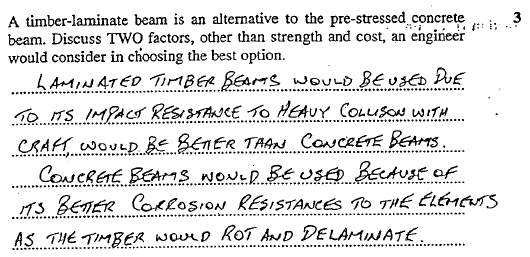 A timber-laminate beam is an alternative to the pre-stressed concrete 3
beam. Discuss TWO factors, other than strength and cost, an engineer
would consider in choosing the best option.
LAMINATED TIMBER BEAMS WOULD BE USED DUE
TO ITS IMPACT RESISTANCE TO HEAVY COLLISON WITH
CRAFT, WOULD BE BETTER THAN CONCRETE BEAMS.
CONCRETE BEAMS WOULD BE USED BECAUSE OF
ITS BETTER CORROSION RESISTANCES TO THE ELEMENTS
AS THE TIMBER WOULD ROT AND DELAMINATE.